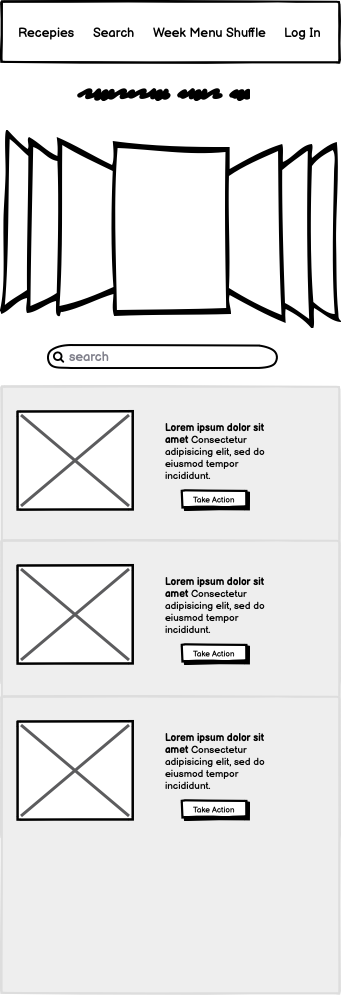 Recepies Search Week Menu Shuffle Log In
search
Lorem ipsum dolor sit
amet Consectetur
adipisicing elit, sed do
eiusmod tempor
incididunt.
Take Action
Lorem ipsum dolor sit
amet Consectetur
adipisicing elit, sed do
eiusmod tempor
incididunt.
Take Action
Lorem ipsum dolor sit
amet Consectetur
adipisicing elit, sed do
eiusmod tempor
incididunt.
Take Action